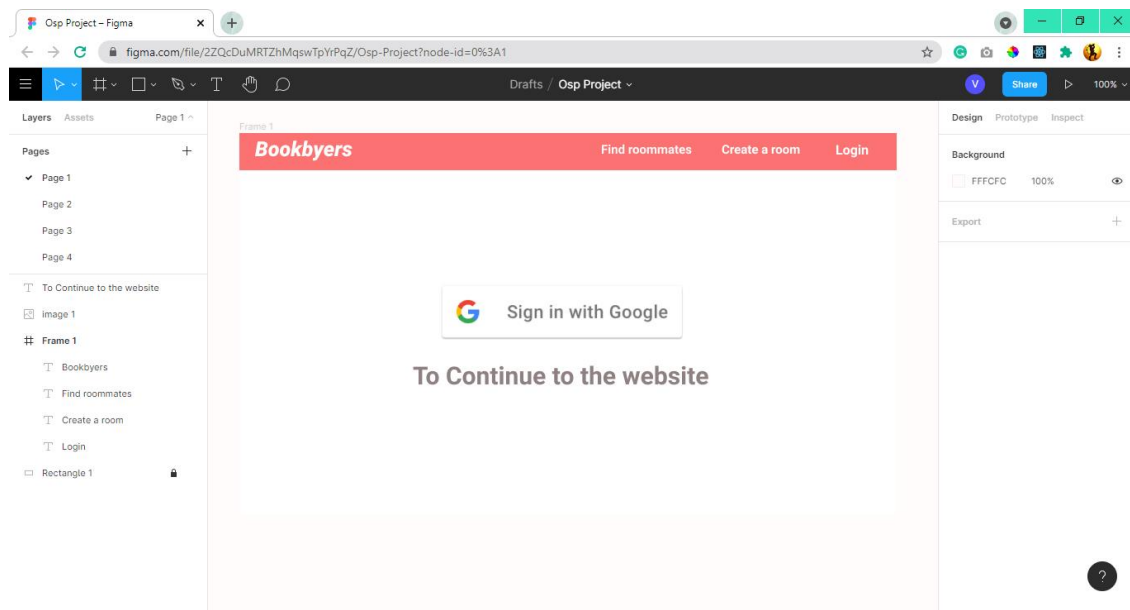 Osp Project – Figma
figma.com/file/2ZQcDuMRTZhMqswTpYrPqZ/Osp-Project?node-id=0%3A1
Drafts / Osp Project
V
Share
100%
Layers Assets Page 1
Frame 1
Design Prototype Inspect
Bookbyers Find roommates Create a room Login
Pages
Background
Page 1
FFFCFC 100%
Page 2
Page 3
Export
Page 4
To Continue to the website
image 1
Frame 1
Bookbyers
Find roommates
Create a room
Login
Rectangle 1
Sign in with Google
To Continue to the website
?